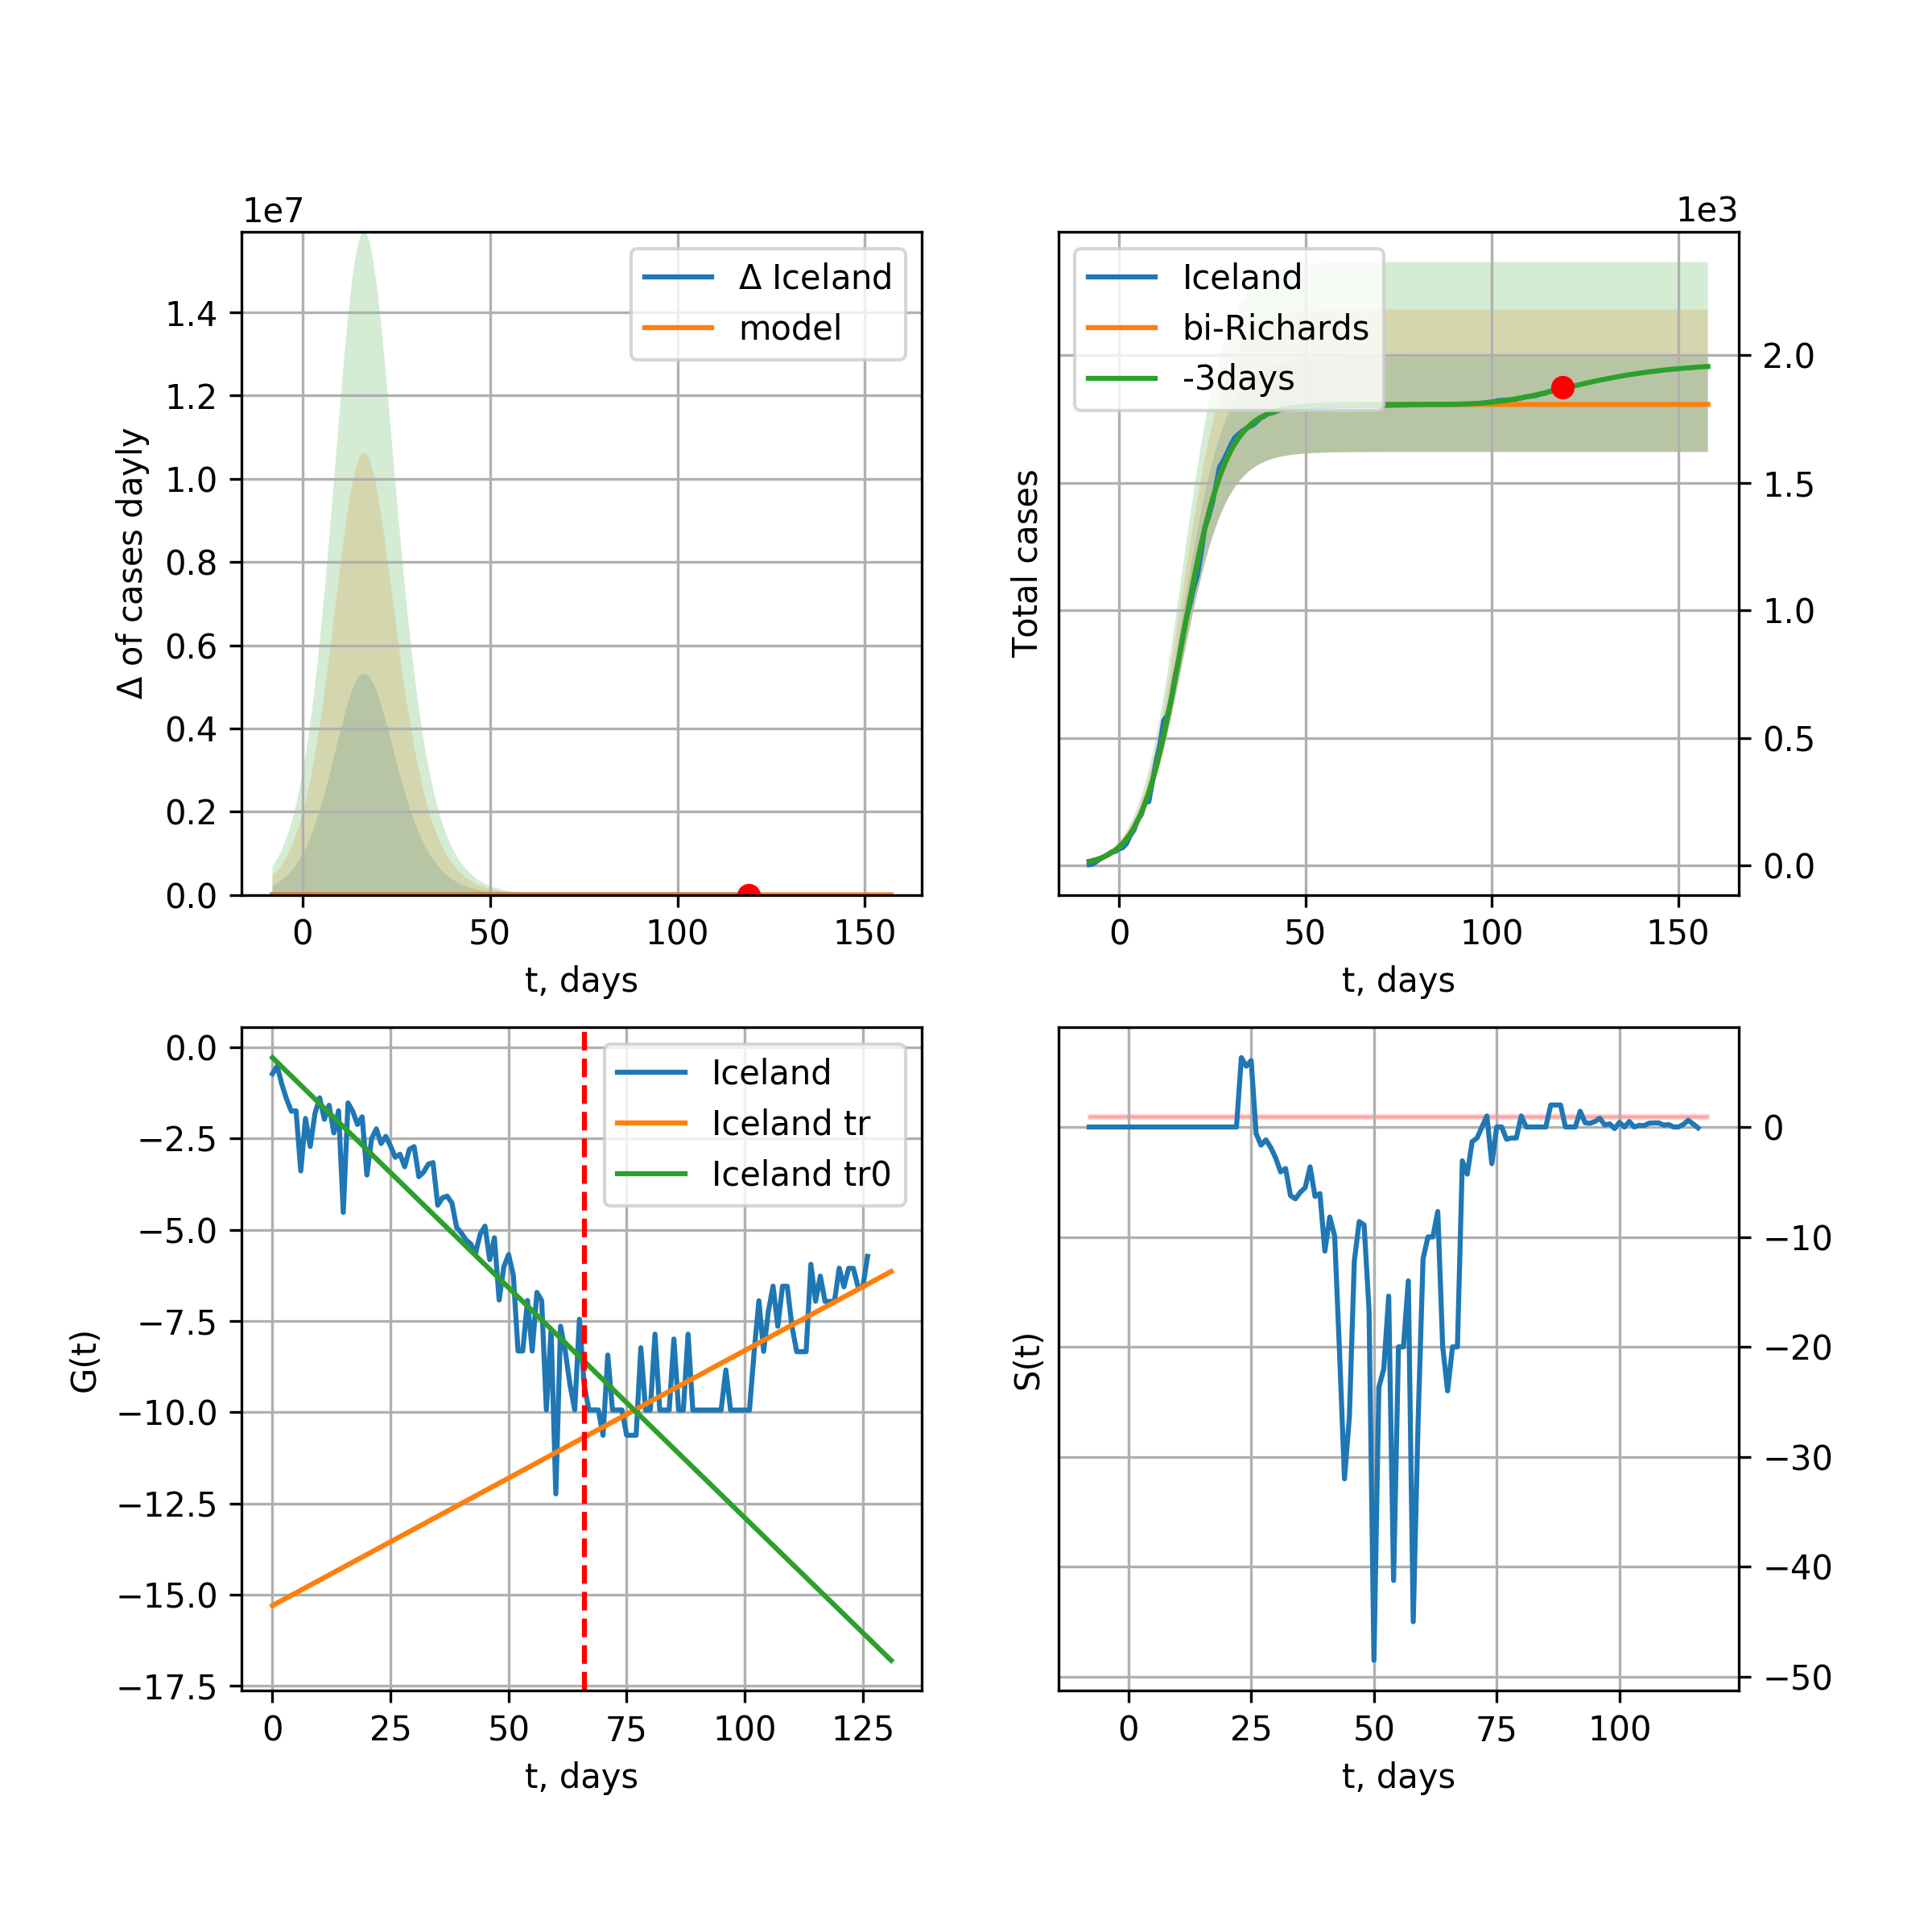 1e7
Δ Iceland
model
Δ of cases dayly
1.4
1.2
1.0
0.8
0.6
0.4
0.2
0.0
0 50 100 150
t, days
1e3
Iceland
bi-Richards
-3days
Total cases
2.0
1.5
1.0
0.5
0.0
0 50 100 150
t, days
Iceland
Iceland tr
Iceland tr0
G(t)
0.0
−2.5
−5.0
−7.5
−10.0
−12.5
−15.0
−17.5
0 25 50 75 100 125
t, days
S(t)
0
−10
−20
−30
−40
−50
0 25 50 75 100
t, days